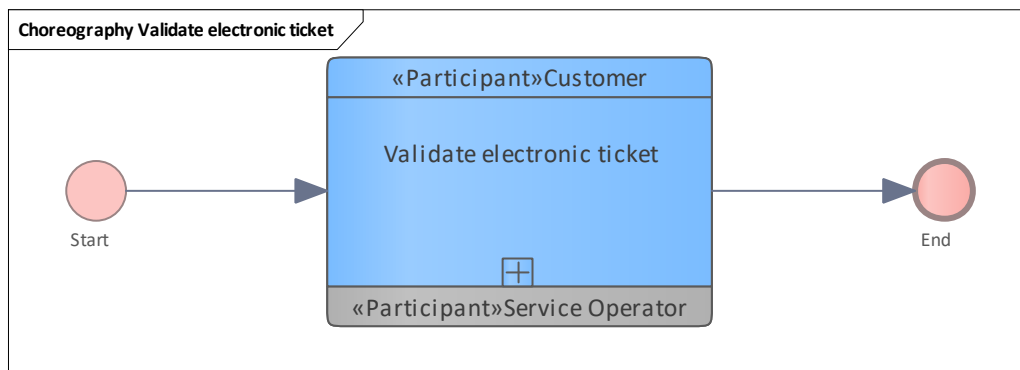 Choreography Validate electronic ticket
«Participant»Customer
Validate electronic ticket
Start
End
«Participant»Service Operator